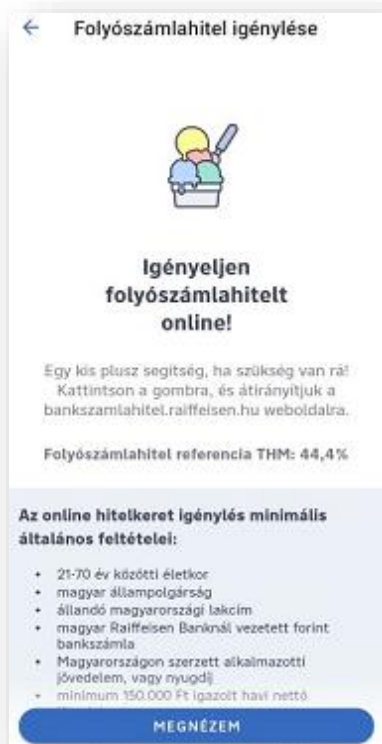 Folyószámlahitel igénylése
Igényeljen
folyószámlahitelt
online!
Egy kis plusz segítség, ha szükség van rá!
Kattintson a gombra, és átirányítjuk a
bankszamlahitel.raiffeisen.hu weboldalra.
Folyószámlahitel referencia THM: 44,4%
Az online hitelkeret igénylés minimális
általános feltételei:
• 21-70 év közötti életkor
• magyar állampolgárság
• állandó magyarországi lakcím
• magyar Raiffeisen Banknál vezetett forint
bankszámla
• Magyarországon szerzett alkalmazotti
jövedelem, vagy nyugdíj
• minimum 150.000 Ft igazolt havi nettó
MEGNÉZEM